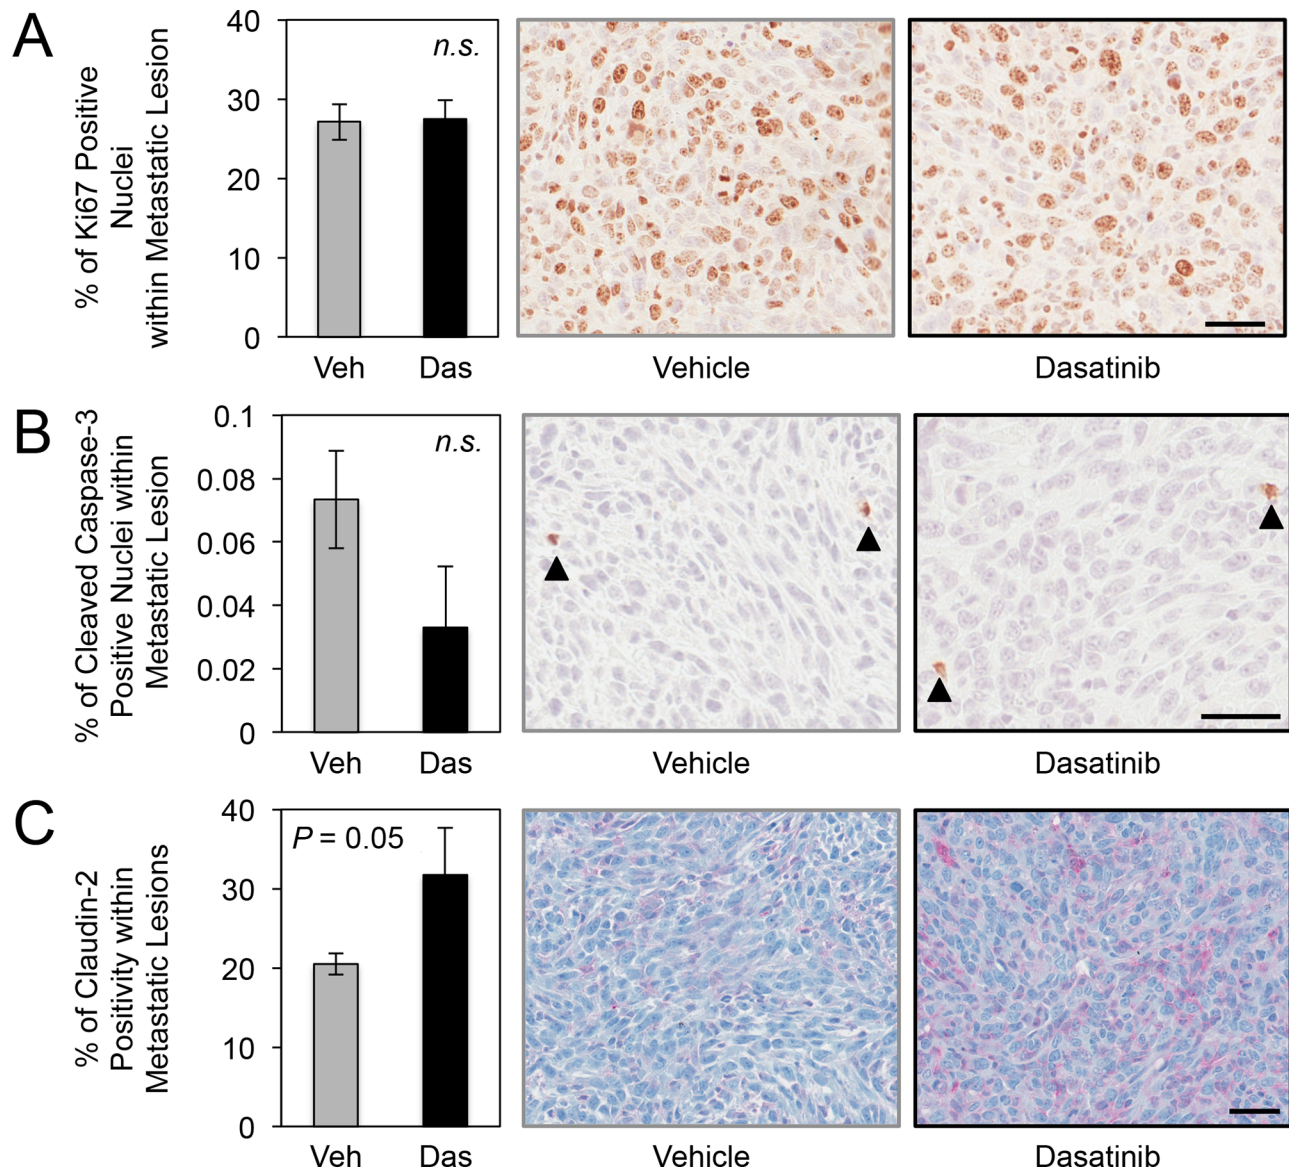 A
% of Ki67 Positive
Nuclei
within Metastatic Lesion
40
30
20
10
0
n.s.
Veh Das
Vehicle
Dasatinib
B
% of Cleaved Caspase-3
Positive Nuclei within
Metastatic Lesion
0.1
0.08
0.06
0.04
0.02
0
n.s.
Veh Das
Vehicle
Dasatinib
C
% of Claudin-2
Positivity within
Metastatic Lesions
40
30
20
10
0
P = 0.05
Veh Das
Vehicle
Dasatinib